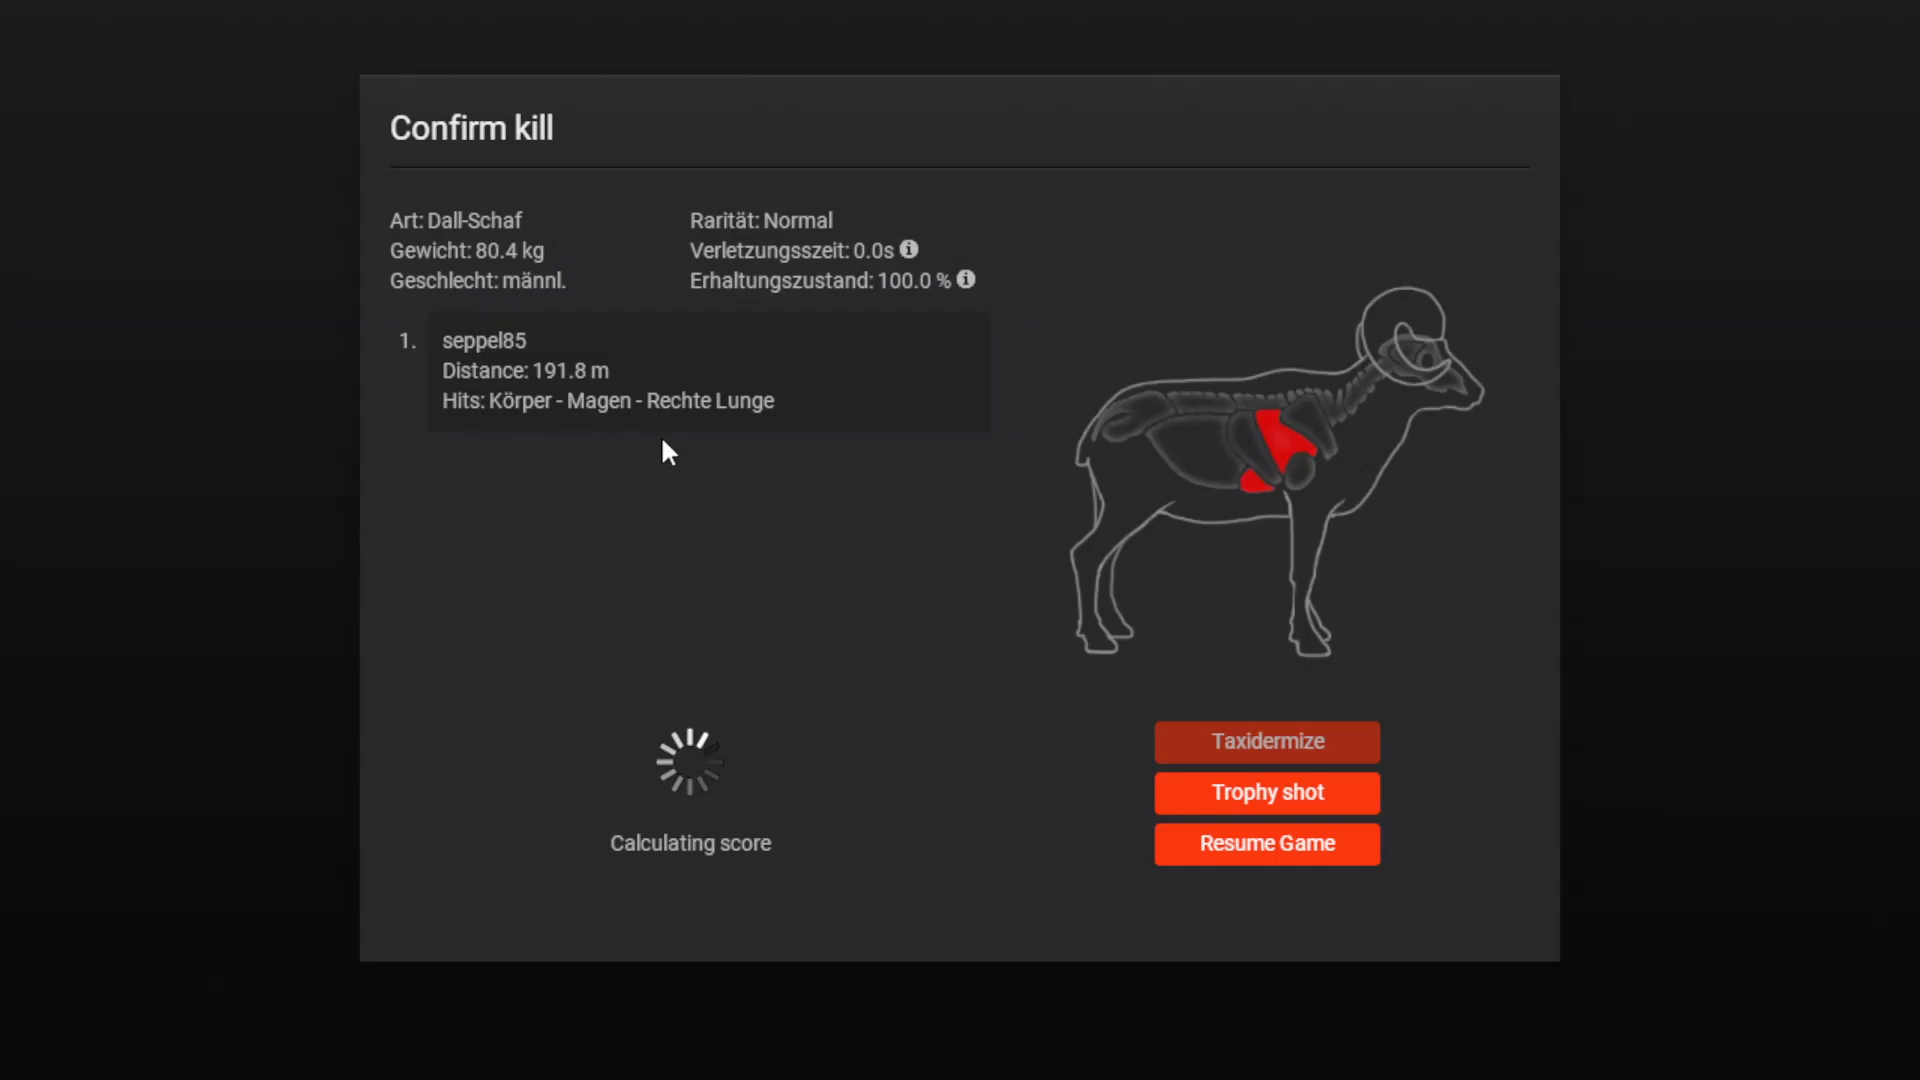 Confirm kill
Art: Dall-Schaf
Gewicht: 80.4 kg
Geschlecht: männl.
Rarität: Normal
Verletzungsszeit: 0.0s
Erhaltungszustand: 100.0 %
1.
seppel85
Distance: 191.8 m
Hits: Körper - Magen - Rechte Lunge
Calculating score
Taxidermize
Trophy shot
Resume Game